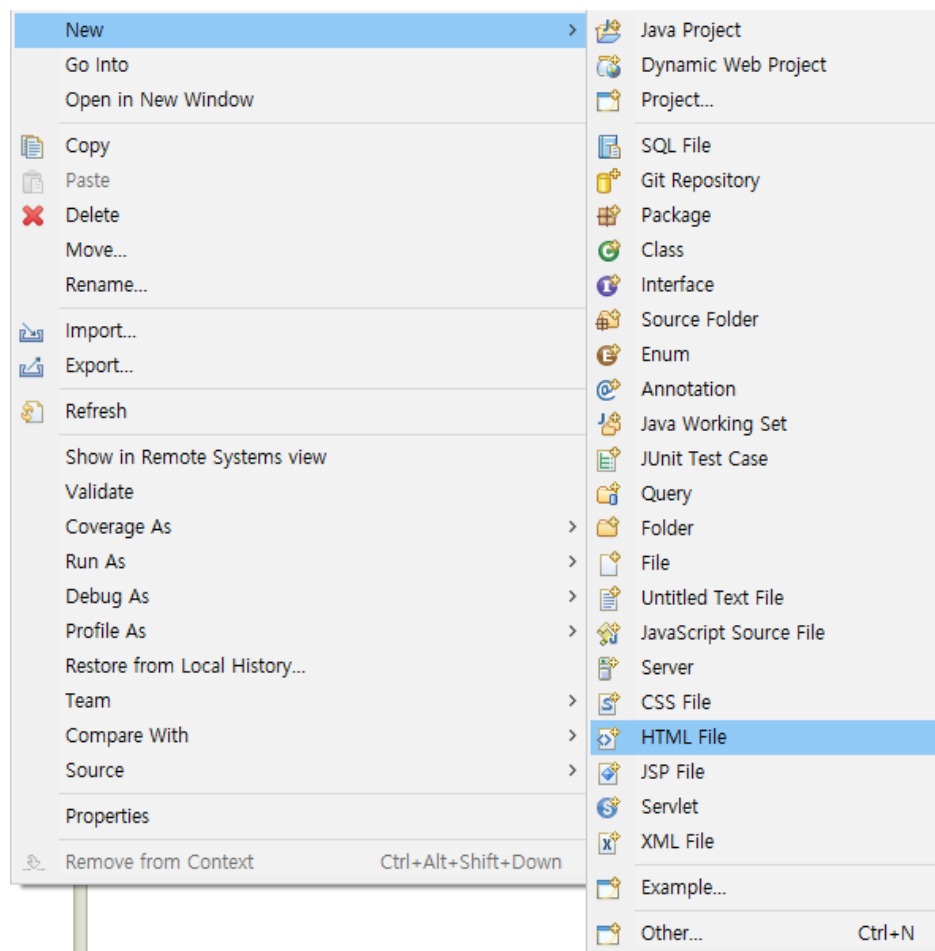 New
Go Into
Open in New Window
Copy
Paste
Delete
Move...
Rename...
Import...
Export...
Refresh
Show in Remote Systems view
Validate
Coverage As
Run As
Debug As
Profile As
Restore from Local History...
Team
Compare With
Source
Properties
Remove from Context Ctrl+Alt+Shift+Down
Java Project
Dynamic Web Project
Project...
SQL File
Git Repository
Package
Class
Interface
Source Folder
Enum
Annotation
Java Working Set
JUnit Test Case
Query
Folder
File
Untitled Text File
JavaScript Source File
Server
CSS File
HTML File
JSP File
Servlet
XML File
Example...
Other... Ctrl+N